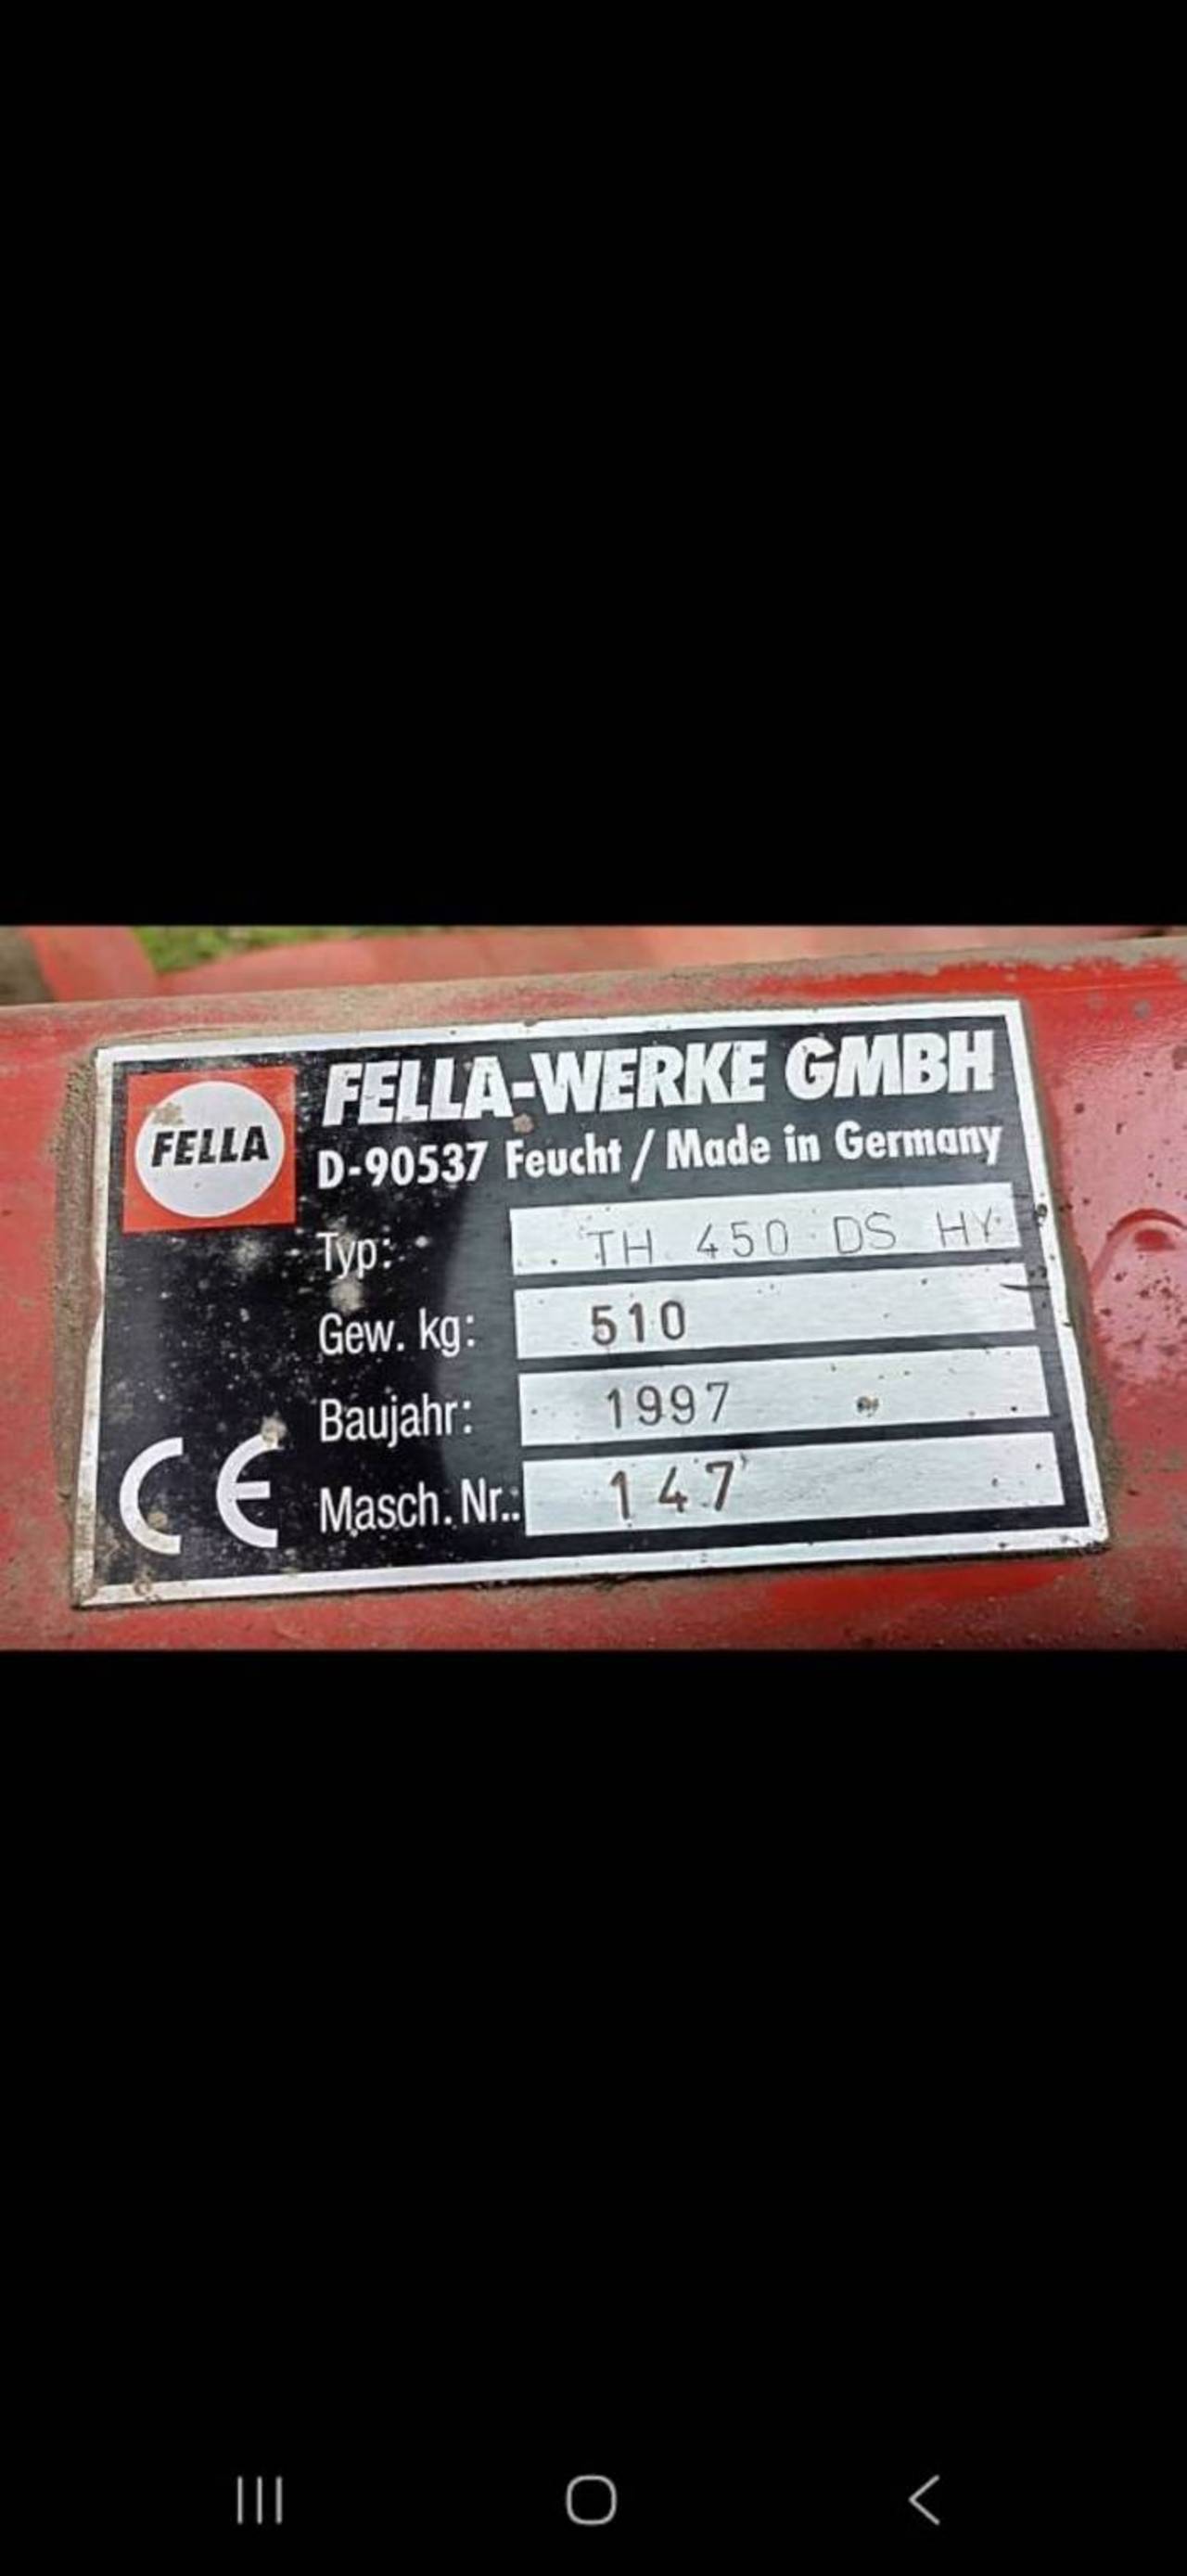 FELLA
FELLA-WERKE GMBH
D-90537 Feucht / Made in Germany
Typ: TH 450 DS HY
Gew. kg: 510
Baujahr: 1997
Masch. Nr.: 147
CE